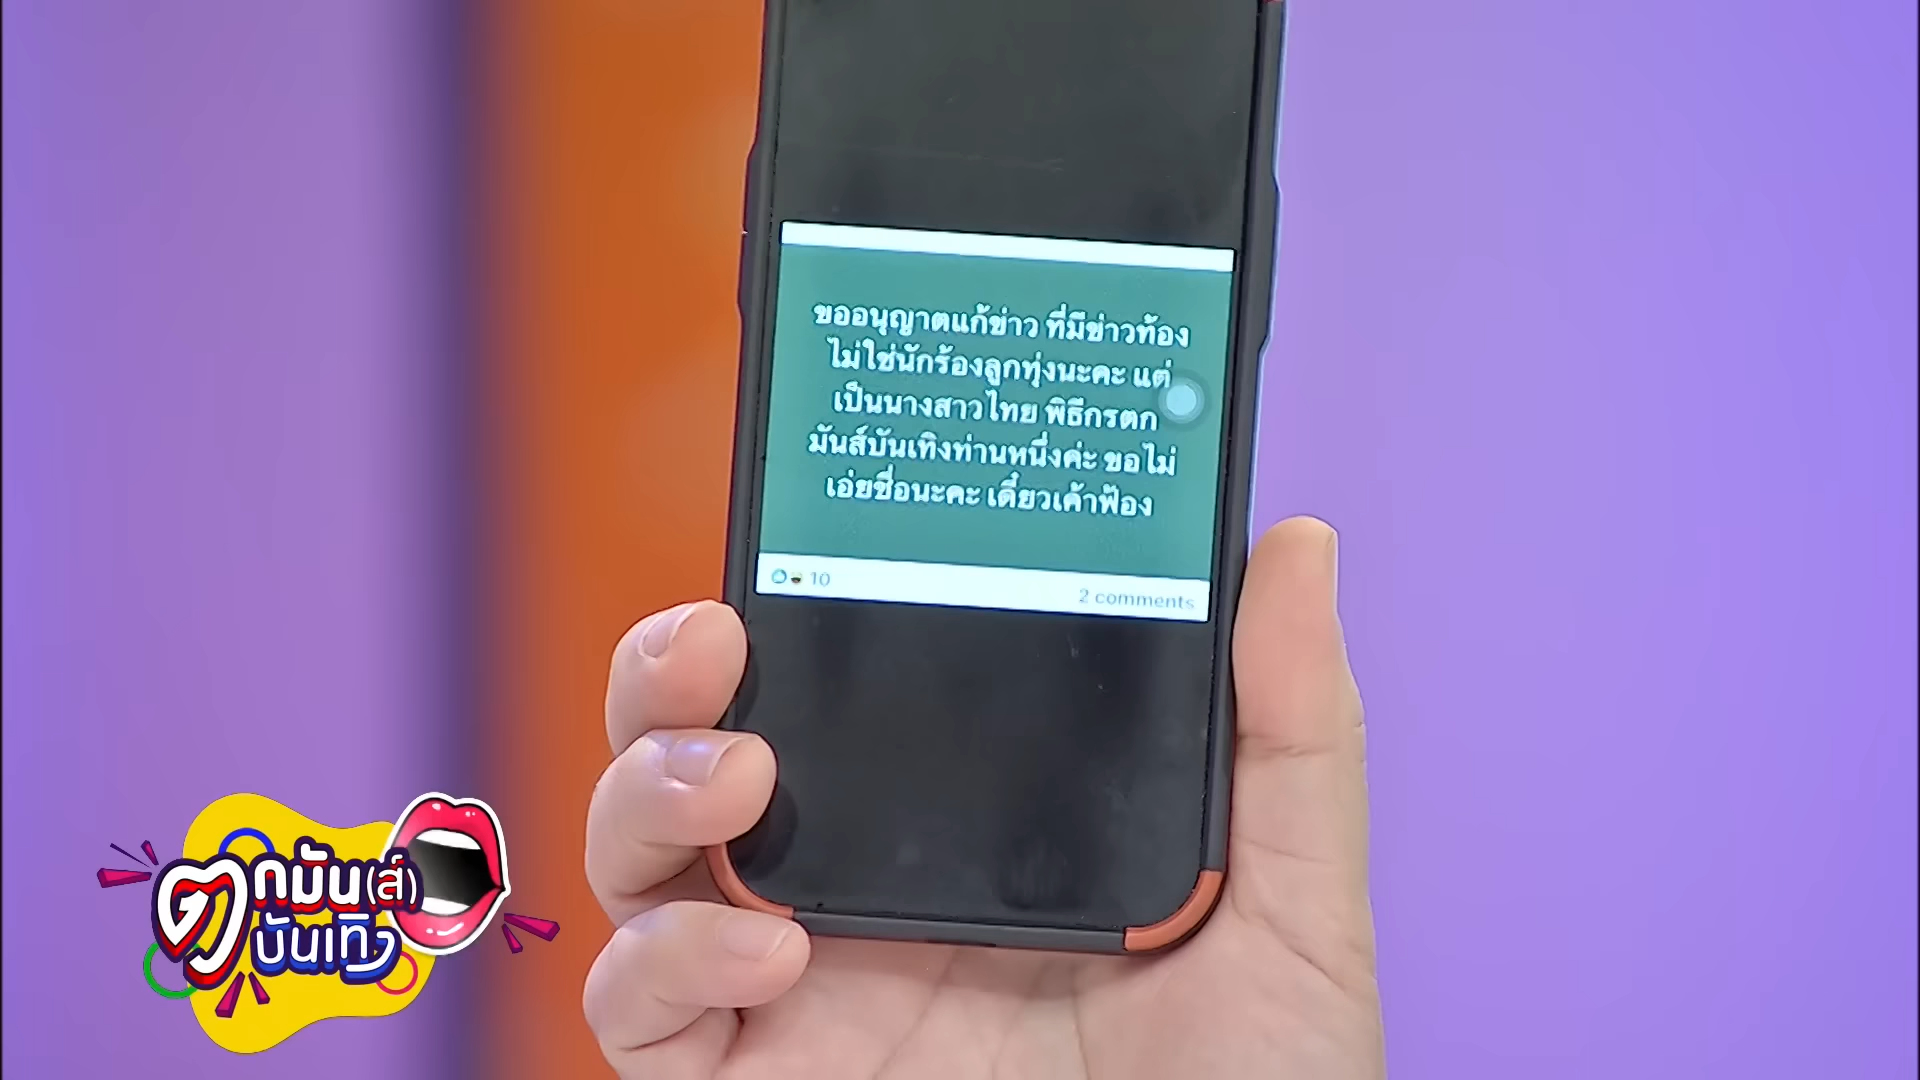 ขออนุญาตแก้ข่าว ที่มีข่าวท้อง
ไม่ใช่นักร้องลูกทุ่งนะคะ แต่
เป็นนางสาวไทย พิธีกรตก
มันส์บันเทิงท่านหนึ่งค่ะ ขอไม่
เอ่ยชื่อนะคะ เดี๋ยวเค้าฟ้อง
10
2 comments
ตกมัน(ส์)
บันเทิง